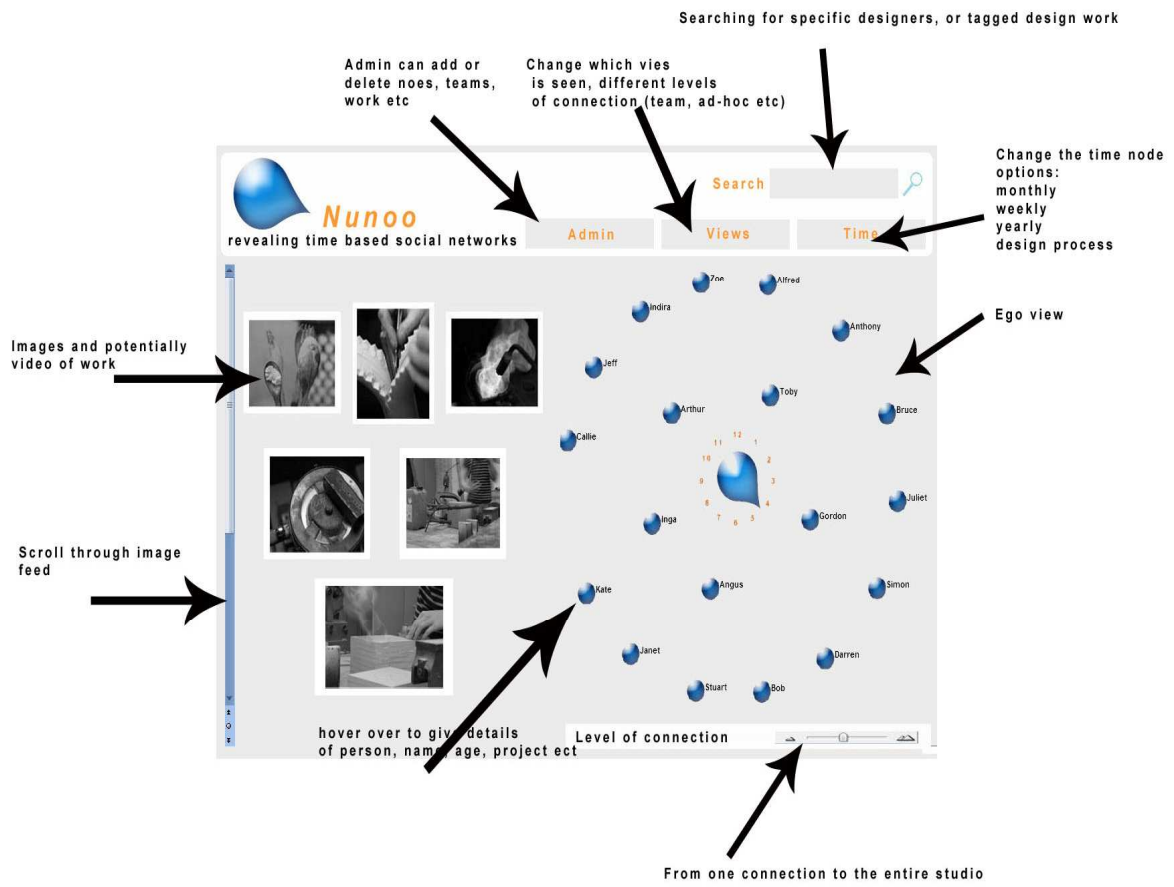 Searching for specific designers, or tagged design work
Admin can add or
delete noes, teams,
work etc
Change which vies
is seen, different levels
of connection (team, ad-hoc etc)
Change the time node
options:
monthly
weekly
yearly
design process
Search
Nunoo
revealing time based social networks
Admin
Views
Time
Zoe
Alfred
Indira
Anthony
Ego view
Images and potentially
video of work
Jeff
Toby
Arthur
Bruce
Callie
12
11
1
10
2
9
3
8
4
7
6
5
Juliet
Gordon
Inga
Scroll through image
feed
Kate
Angus
Simon
Janet
Darren
Stuart
Bob
hover over to give details
of person, name, age, project ect
Level of connection
From one connection to the entire studio